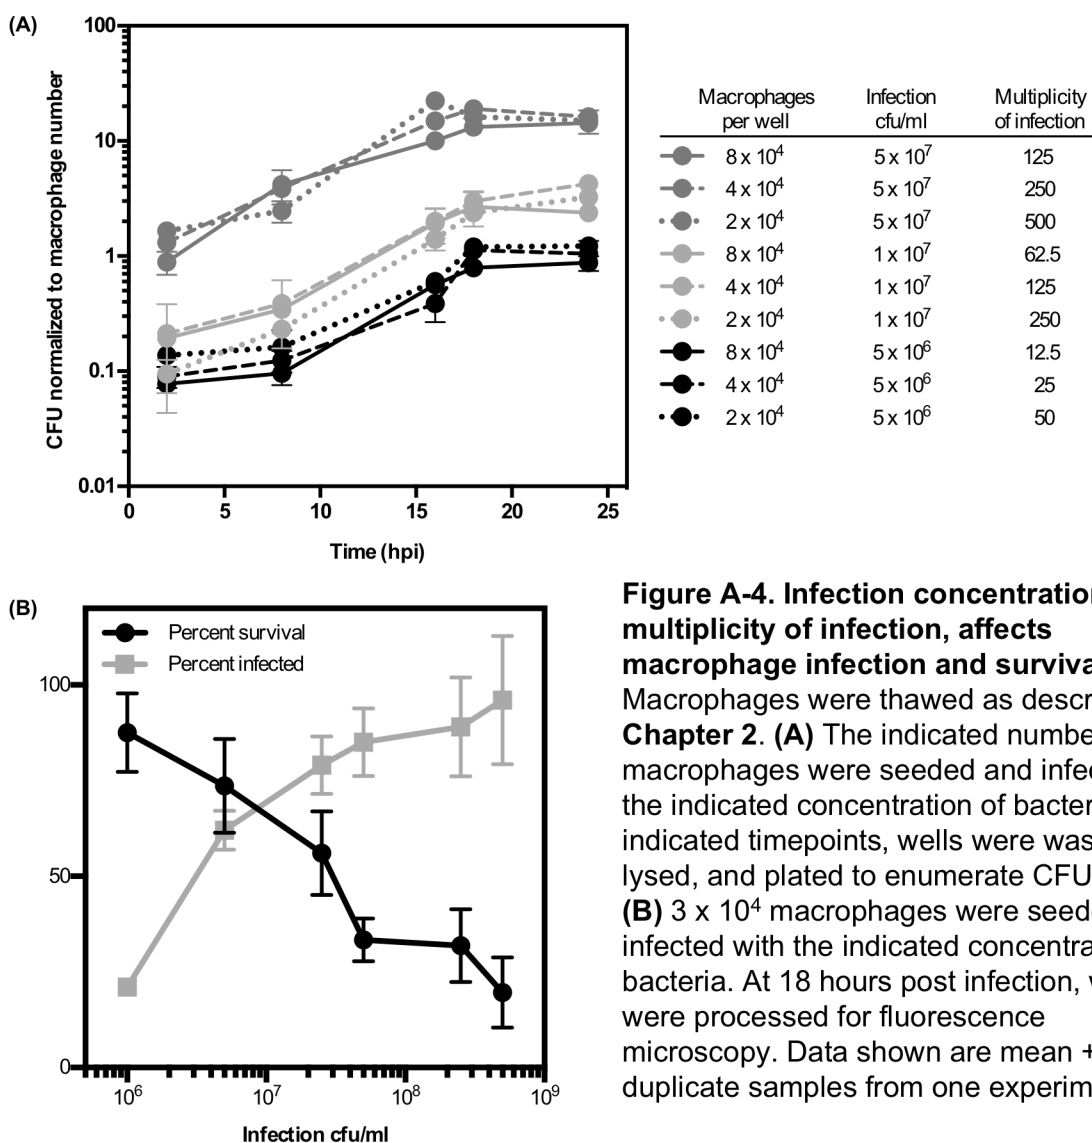 (A)
100
10
1
0.1
0.01
CFU normalized to macrophage number
0 5 10 15 20 25
Time (hpi)
Macrophages per well Infection cfu/ml Multiplicity of infection
8 x 10⁴ 5 x 10⁷ 125
4 x 10⁴ 5 x 10⁷ 250
2 x 10⁴ 5 x 10⁷ 500
8 x 10⁴ 1 x 10⁷ 62.5
4 x 10⁴ 1 x 10⁷ 125
2 x 10⁴ 1 x 10⁷ 250
8 x 10⁴ 5 x 10⁶ 12.5
4 x 10⁴ 5 x 10⁶ 25
2 x 10⁴ 5 x 10⁶ 50
(B)
Percent survival
Percent infected
100
50
0
10⁶ 10⁷ 10⁸ 10⁹
Infection cfu/ml
Figure A-4. Infection concentration
multiplicity of infection, affects
macrophage infection and surviva
Macrophages were thawed as descr
Chapter 2. (A) The indicated numbe
macrophages were seeded and infec
the indicated concentration of bacter
indicated timepoints, wells were was
lysed, and plated to enumerate CFU
(B) 3 x 10⁴ macrophages were seed
infected with the indicated concentra
bacteria. At 18 hours post infection, w
were processed for fluorescence
microscopy. Data shown are mean +
duplicate samples from one experim